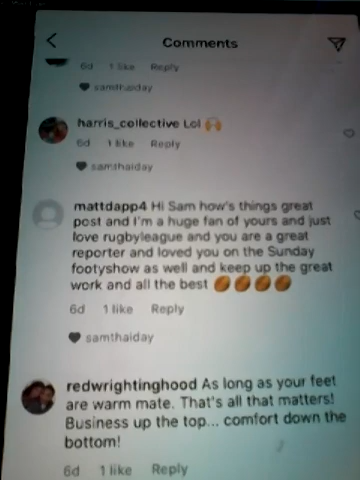 Comments
6d 1 like Reply
samthaiday
harris_collective Lol
6d 1 like Reply
samthaiday
mattdapp4 Hi Sam how's things great
post and I'm a huge fan of yours and just
love rugbyleague and you are a great
reporter and loved you on the Sunday
footyshow as well and keep up the great
work and all the best
6d 1 like Reply
samthaiday
redwrightinghood As long as your feet
are warm mate. That's all that matters!
Business up the top... comfort down the
bottom!
6d 1 like Reply